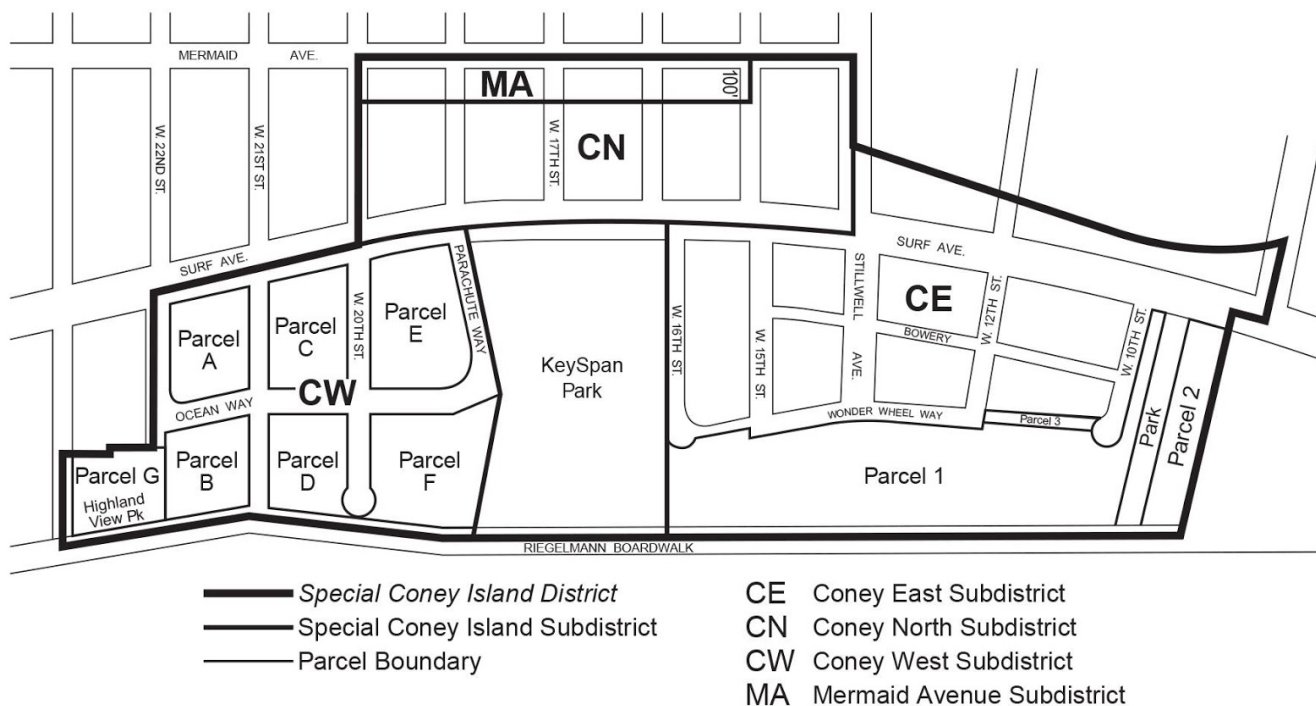 MERMAID AVE.
MA
100'
CN
W. 22ND ST.
W. 21ST ST.
W. 17TH ST.
SURF AVE.
SURF AVE.
PARACHUTE WAY
STILLWELL AVE.
CE
W. 12TH ST.
BOWERY
W. 10TH ST.
Parcel
A
Parcel
C
W. 20TH ST.
Parcel
E
KeySpan
Park
W. 16TH ST.
W. 15TH ST.
CW
OCEAN WAY
WONDER WHEEL WAY
Parcel 3
Park
Parcel 2
Parcel G
Highland
View Pk
Parcel
B
Parcel
D
Parcel
F
Parcel 1
RIEGELMANN BOARDWALK
Special Coney Island District
Special Coney Island Subdistrict
Parcel Boundary
CE Coney East Subdistrict
CN Coney North Subdistrict
CW Coney West Subdistrict
MA Mermaid Avenue Subdistrict